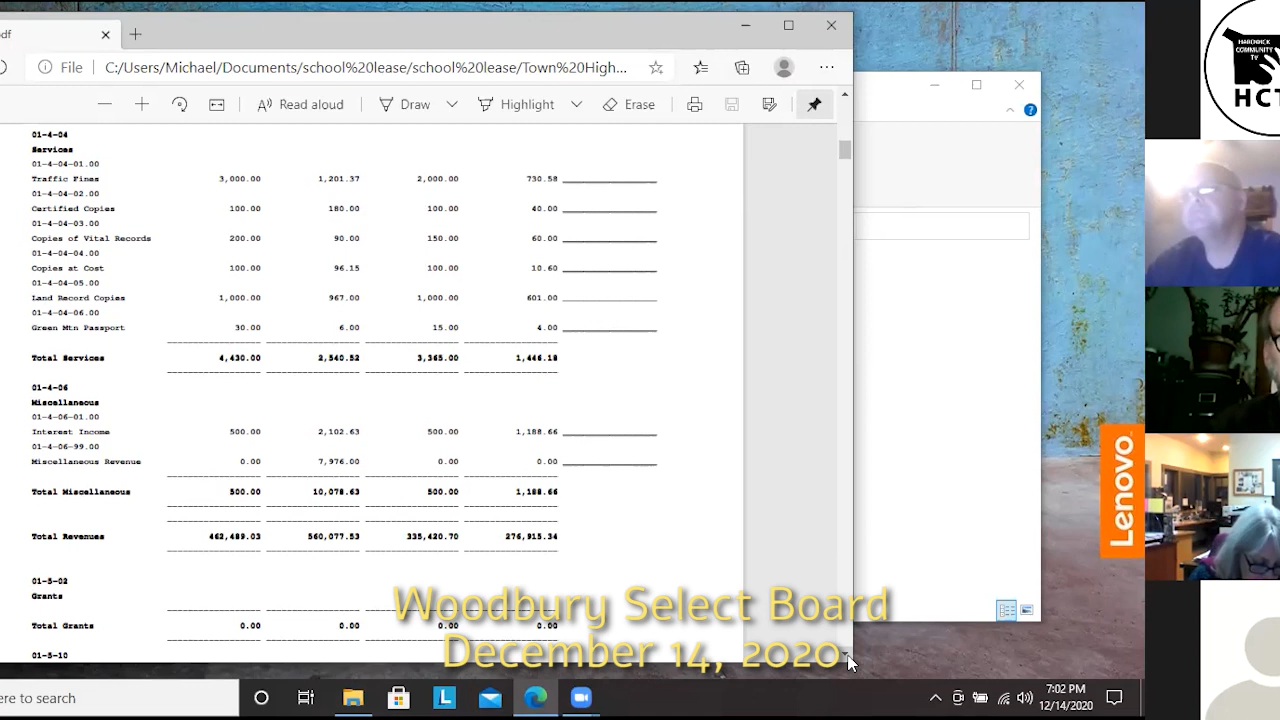 df
File C:/Users/Michael/Documents/school%20lease/school%20lease/Town%20High...
Read aloud Draw Highlight Erase
01-4-04
Services
01-4-04-01.00
Traffic Fines 3,000.00 1,201.37 2,000.00 730.58
01-4-04-02.00
Certified Copies 100.00 180.00 100.00 40.00
01-4-04-03.00
Copies of Vital Records 200.00 90.00 150.00 60.00
01-4-04-04.00
Copies at Cost 100.00 96.15 100.00 10.60
01-4-04-05.00
Land Record Copies 1,000.00 967.00 1,000.00 601.00
01-4-04-06.00
Green Mtn Passport 30.00 6.00 15.00 4.00
Total Services 4,430.00 2,540.52 3,365.00 1,446.18
01-4-06
Miscellaneous
01-4-06-01.00
Interest Income 500.00 2,102.63 500.00 1,188.66
01-4-06-99.00
Miscellaneous Revenue 0.00 7,976.00 0.00 0.00
Total Miscellaneous 500.00 10,078.63 500.00 1,188.66
Total Revenues 462,489.03 560,077.53 335,420.70 276,915.34
01-5-02
Grants
Total Grants 0.00 0.00 0.00 0.00
01-5-10
HARDWICK
COMMUNITY
TV
HCT
Lenovo
Woodbury Select Board
December 14, 2020
ere to search
L
7:02 PM
12/14/2020